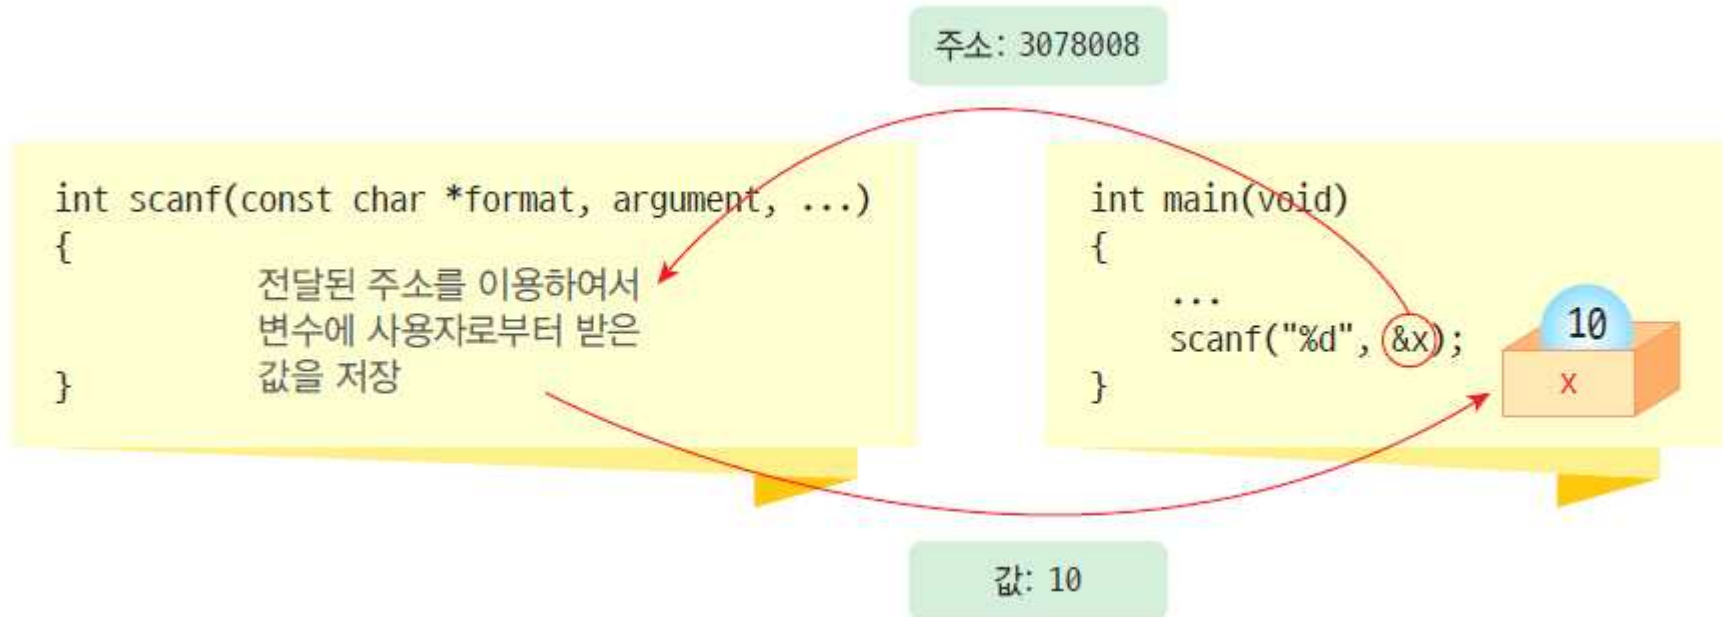 주소: 3078008
int scanf(const char *format, argument, ...)
{
전달된 주소를 이용하여서
변수에 사용자로부터 받은
값을 저장
}
int main(void)
{
...
scanf("%d", &x);
}
10
x
값: 10